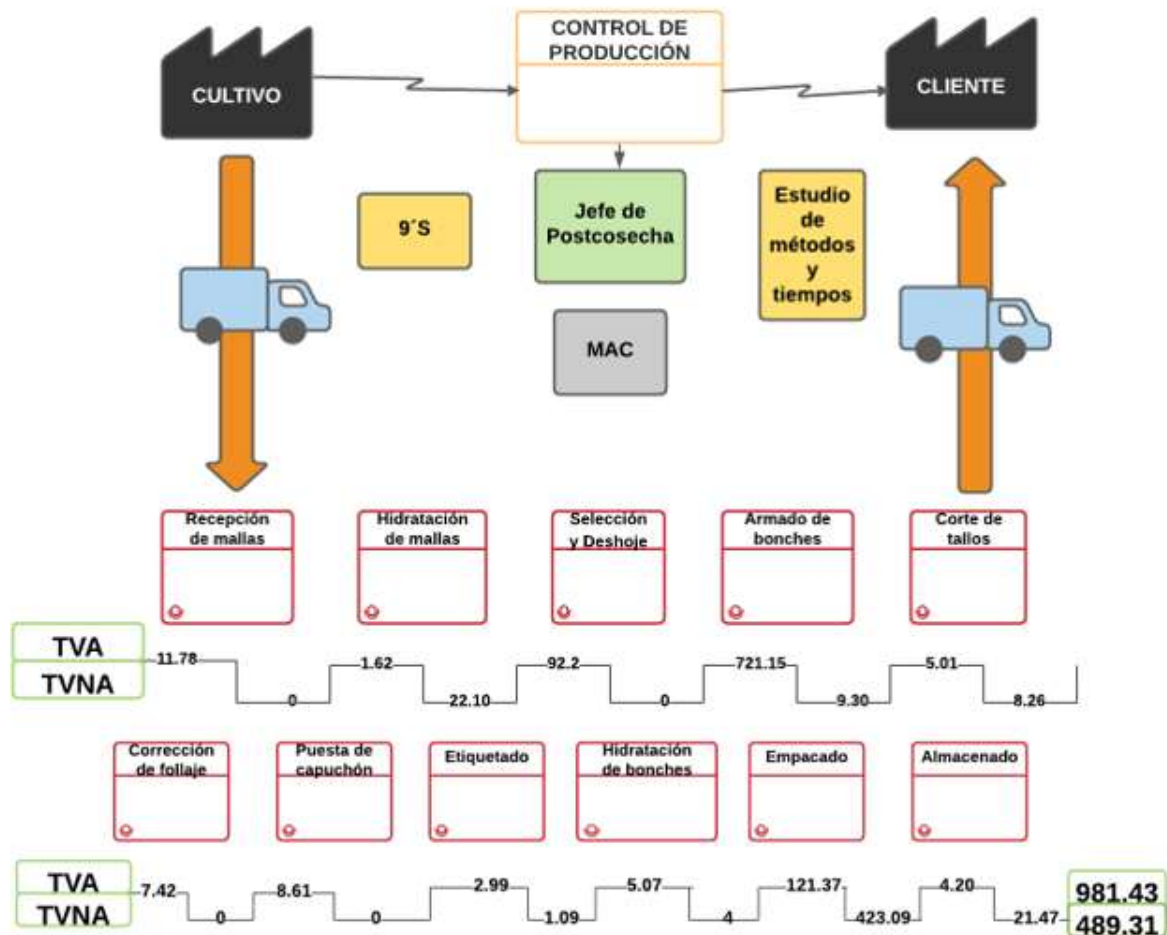 CONTROL DE
PRODUCCIÓN
CULTIVO
CLIENTE
9´S
Jefe de
Postcosecha
Estudio
de
métodos
y
tiempos
MAC
Recepción
de mallas
Hidratación
de mallas
Selección
y Deshoje
Armado de
bonches
Corte de
tallos
TVA
TVNA
11.78
0
1.62
22.10
92.2
0
721.15
9.30
5.01
8.26
Corrección
de follaje
Puesta de
capuchón
Etiquetado
Hidratación
de bonches
Empacado
Almacenado
TVA
TVNA
7.42
0
8.61
0
2.99
1.09
5.07
4
121.37
423.09
4.20
21.47
981.43
489.31